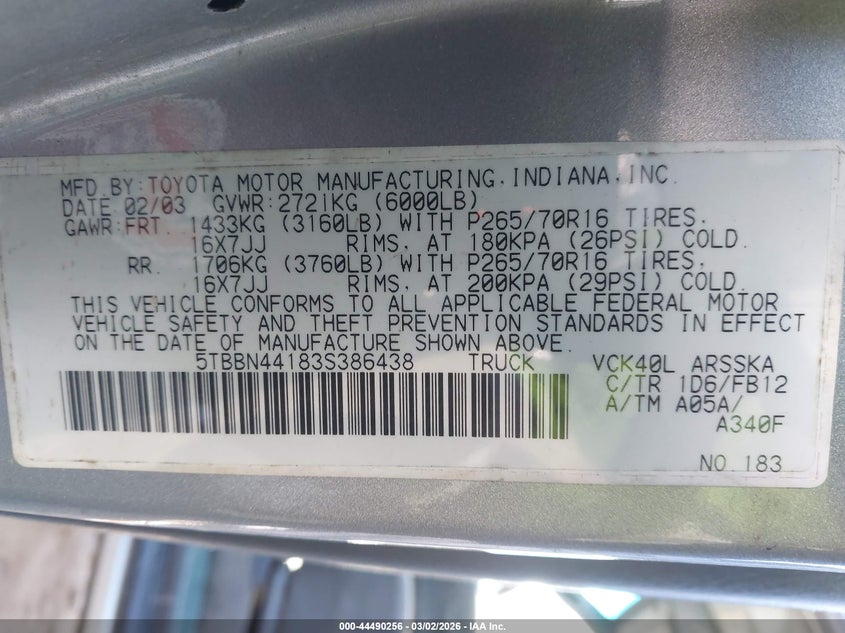 MFD BY:TOYOTA MOTOR MANUFACTURING,INDIANA,INC.
DATE 02/03 GVWR:2721KG (6000LB)
GAWR:FRT. 1433KG (3160LB) WITH P265/70R16 TIRES,
16X7JJ RIMS, AT 180KPA (26PSI) COLD.
RR. 1706KG (3760LB) WITH P265/70R16 TIRES,
16X7JJ RIMS, AT 200KPA (29PSI) COLD.
THIS VEHICLE CONFORMS TO ALL APPLICABLE FEDERAL MOTOR
VEHICLE SAFETY AND THEFT PREVENTION STANDARDS IN EFFECT
ON THE DATE OF MANUFACTURE SHOWN ABOVE.
5TBBN44183S386438 TRUCK VCK40L ARSSKA
C/TR 1D6/FB12
A/TM A05A/
A340F
NO.183
000-44490256 | 03/02/2026 | IAA Inc.